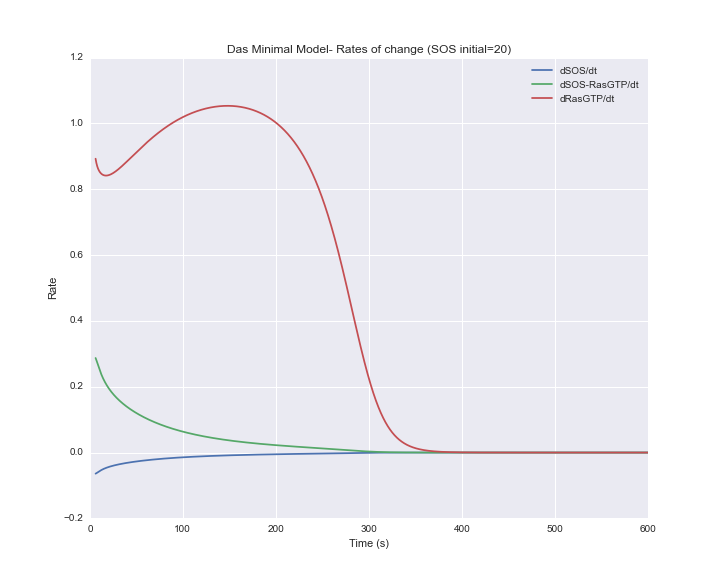 Das Minimal Model- Rates of change (SOS initial=20)
dSOS/dt
dSOS-RasGTP/dt
dRasGTP/dt
1.2
1.0
0.8
0.6
0.4
0.2
0.0
−0.2
Rate
0 100 200 300 400 500 600
Time (s)